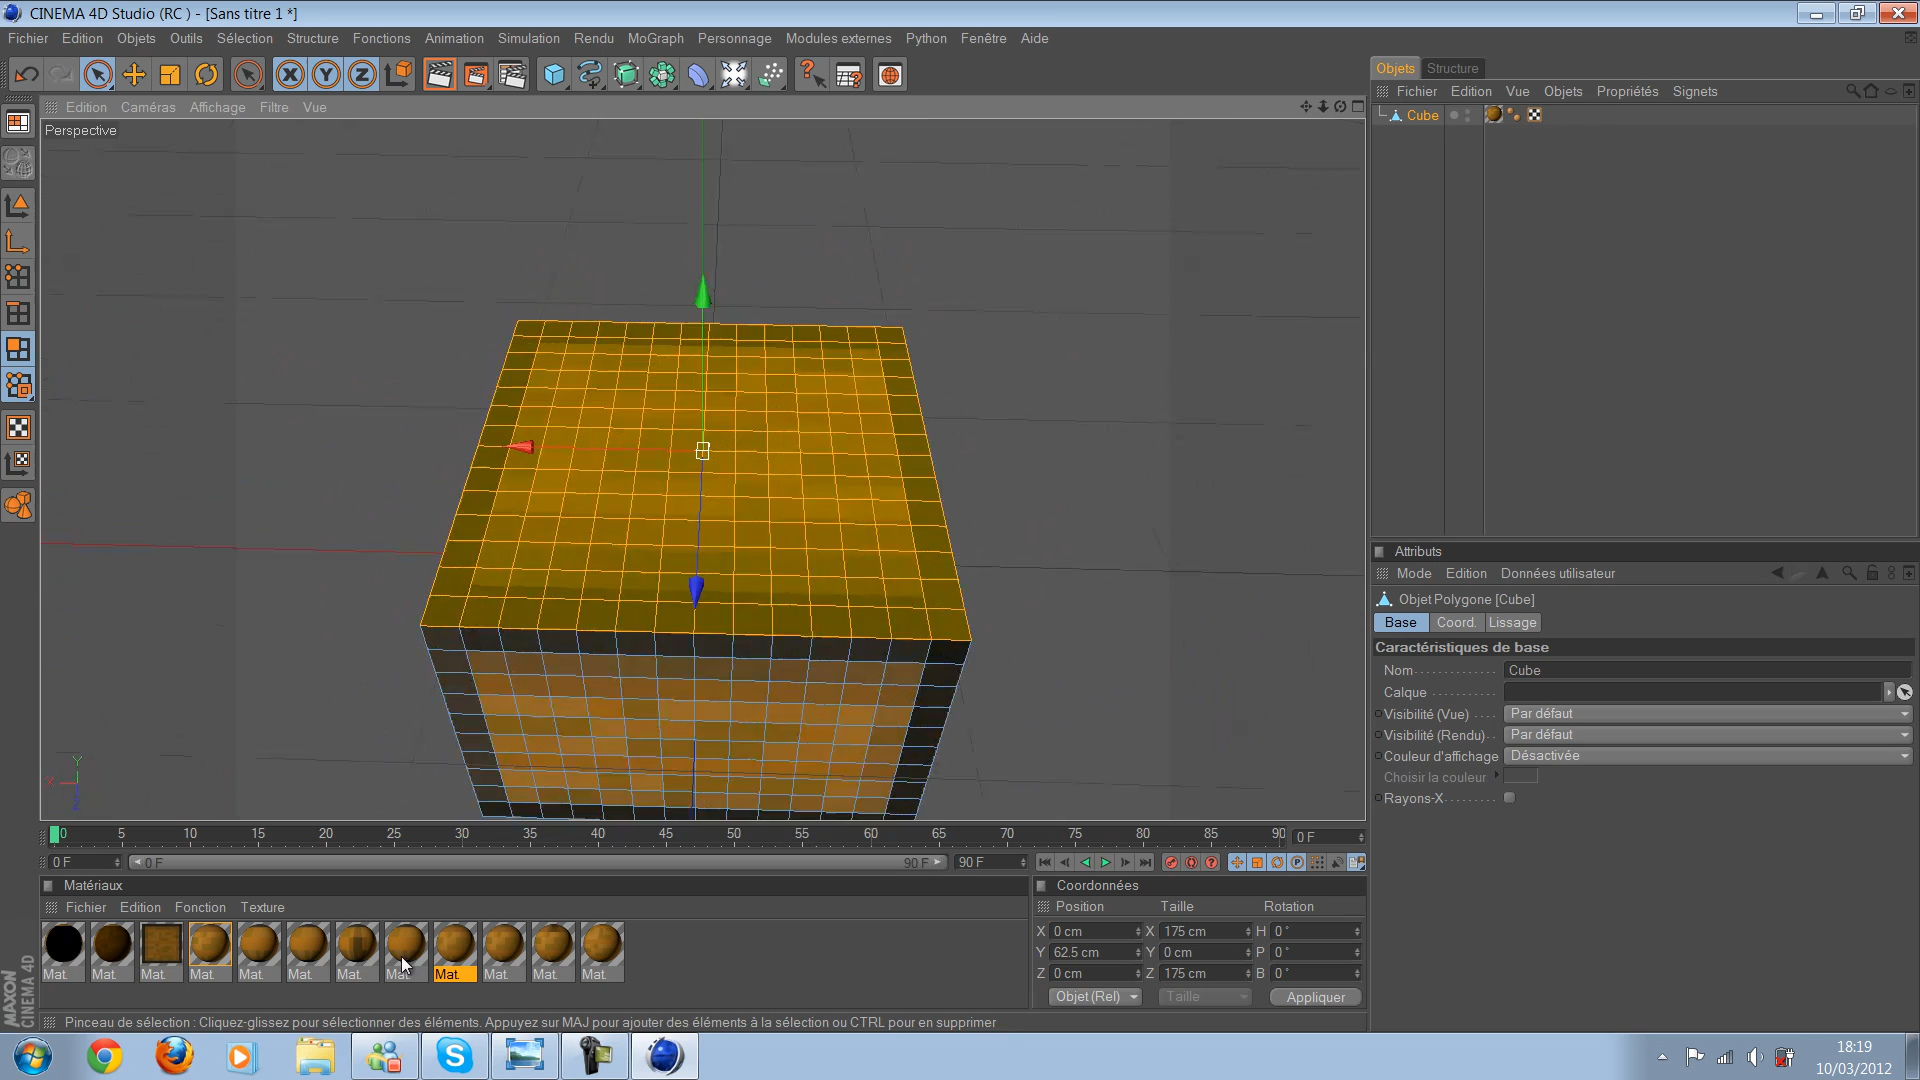 CINEMA 4D Studio (RC ) - [Sans titre 1 *]
Fichier Edition Objets Outils Sélection Structure Fonctions Animation Simulation Rendu MoGraph Personnage Modules externes Python Fenêtre Aide
Edition Caméras Affichage Filtre Vue
Perspective
Objets Structure
Fichier Edition Vue Objets Propriétés Signets
Cube
Attributs
Mode Edition Données utilisateur
Objet Polygone [Cube]
Base Coord. Lissage
Caractéristiques de base
Nom Cube
Calque
Visibilité (Vue) Par défaut
Visibilité (Rendu) Par défaut
Couleur d'affichage Désactivée
Choisir la couleur
Rayons-X
Y
X
Z
0 5 10 15 20 25 30 35 40 45 50 55 60 65 70 75 80 85 90 0 F
0 F 0 F 90 F 90 F
Matériaux
Fichier Edition Fonction Texture
Mat. Mat. Mat. Mat. Mat. Mat. Mat. Mat. Mat. Mat. Mat. Mat.
Coordonnées
Position Taille Rotation
X 0 cm X 175 cm H 0 °
Y 62.5 cm Y 0 cm P 0 °
Z 0 cm Z 175 cm B 0 °
Objet (Rel) Taille Appliquer
MAXON
CINEMA 4D
Pinceau de sélection : Cliquez-glissez pour sélectionner des éléments. Appuyez sur MAJ pour ajouter des éléments à la sélection ou CTRL pour en supprimer
18:19
10/03/2012